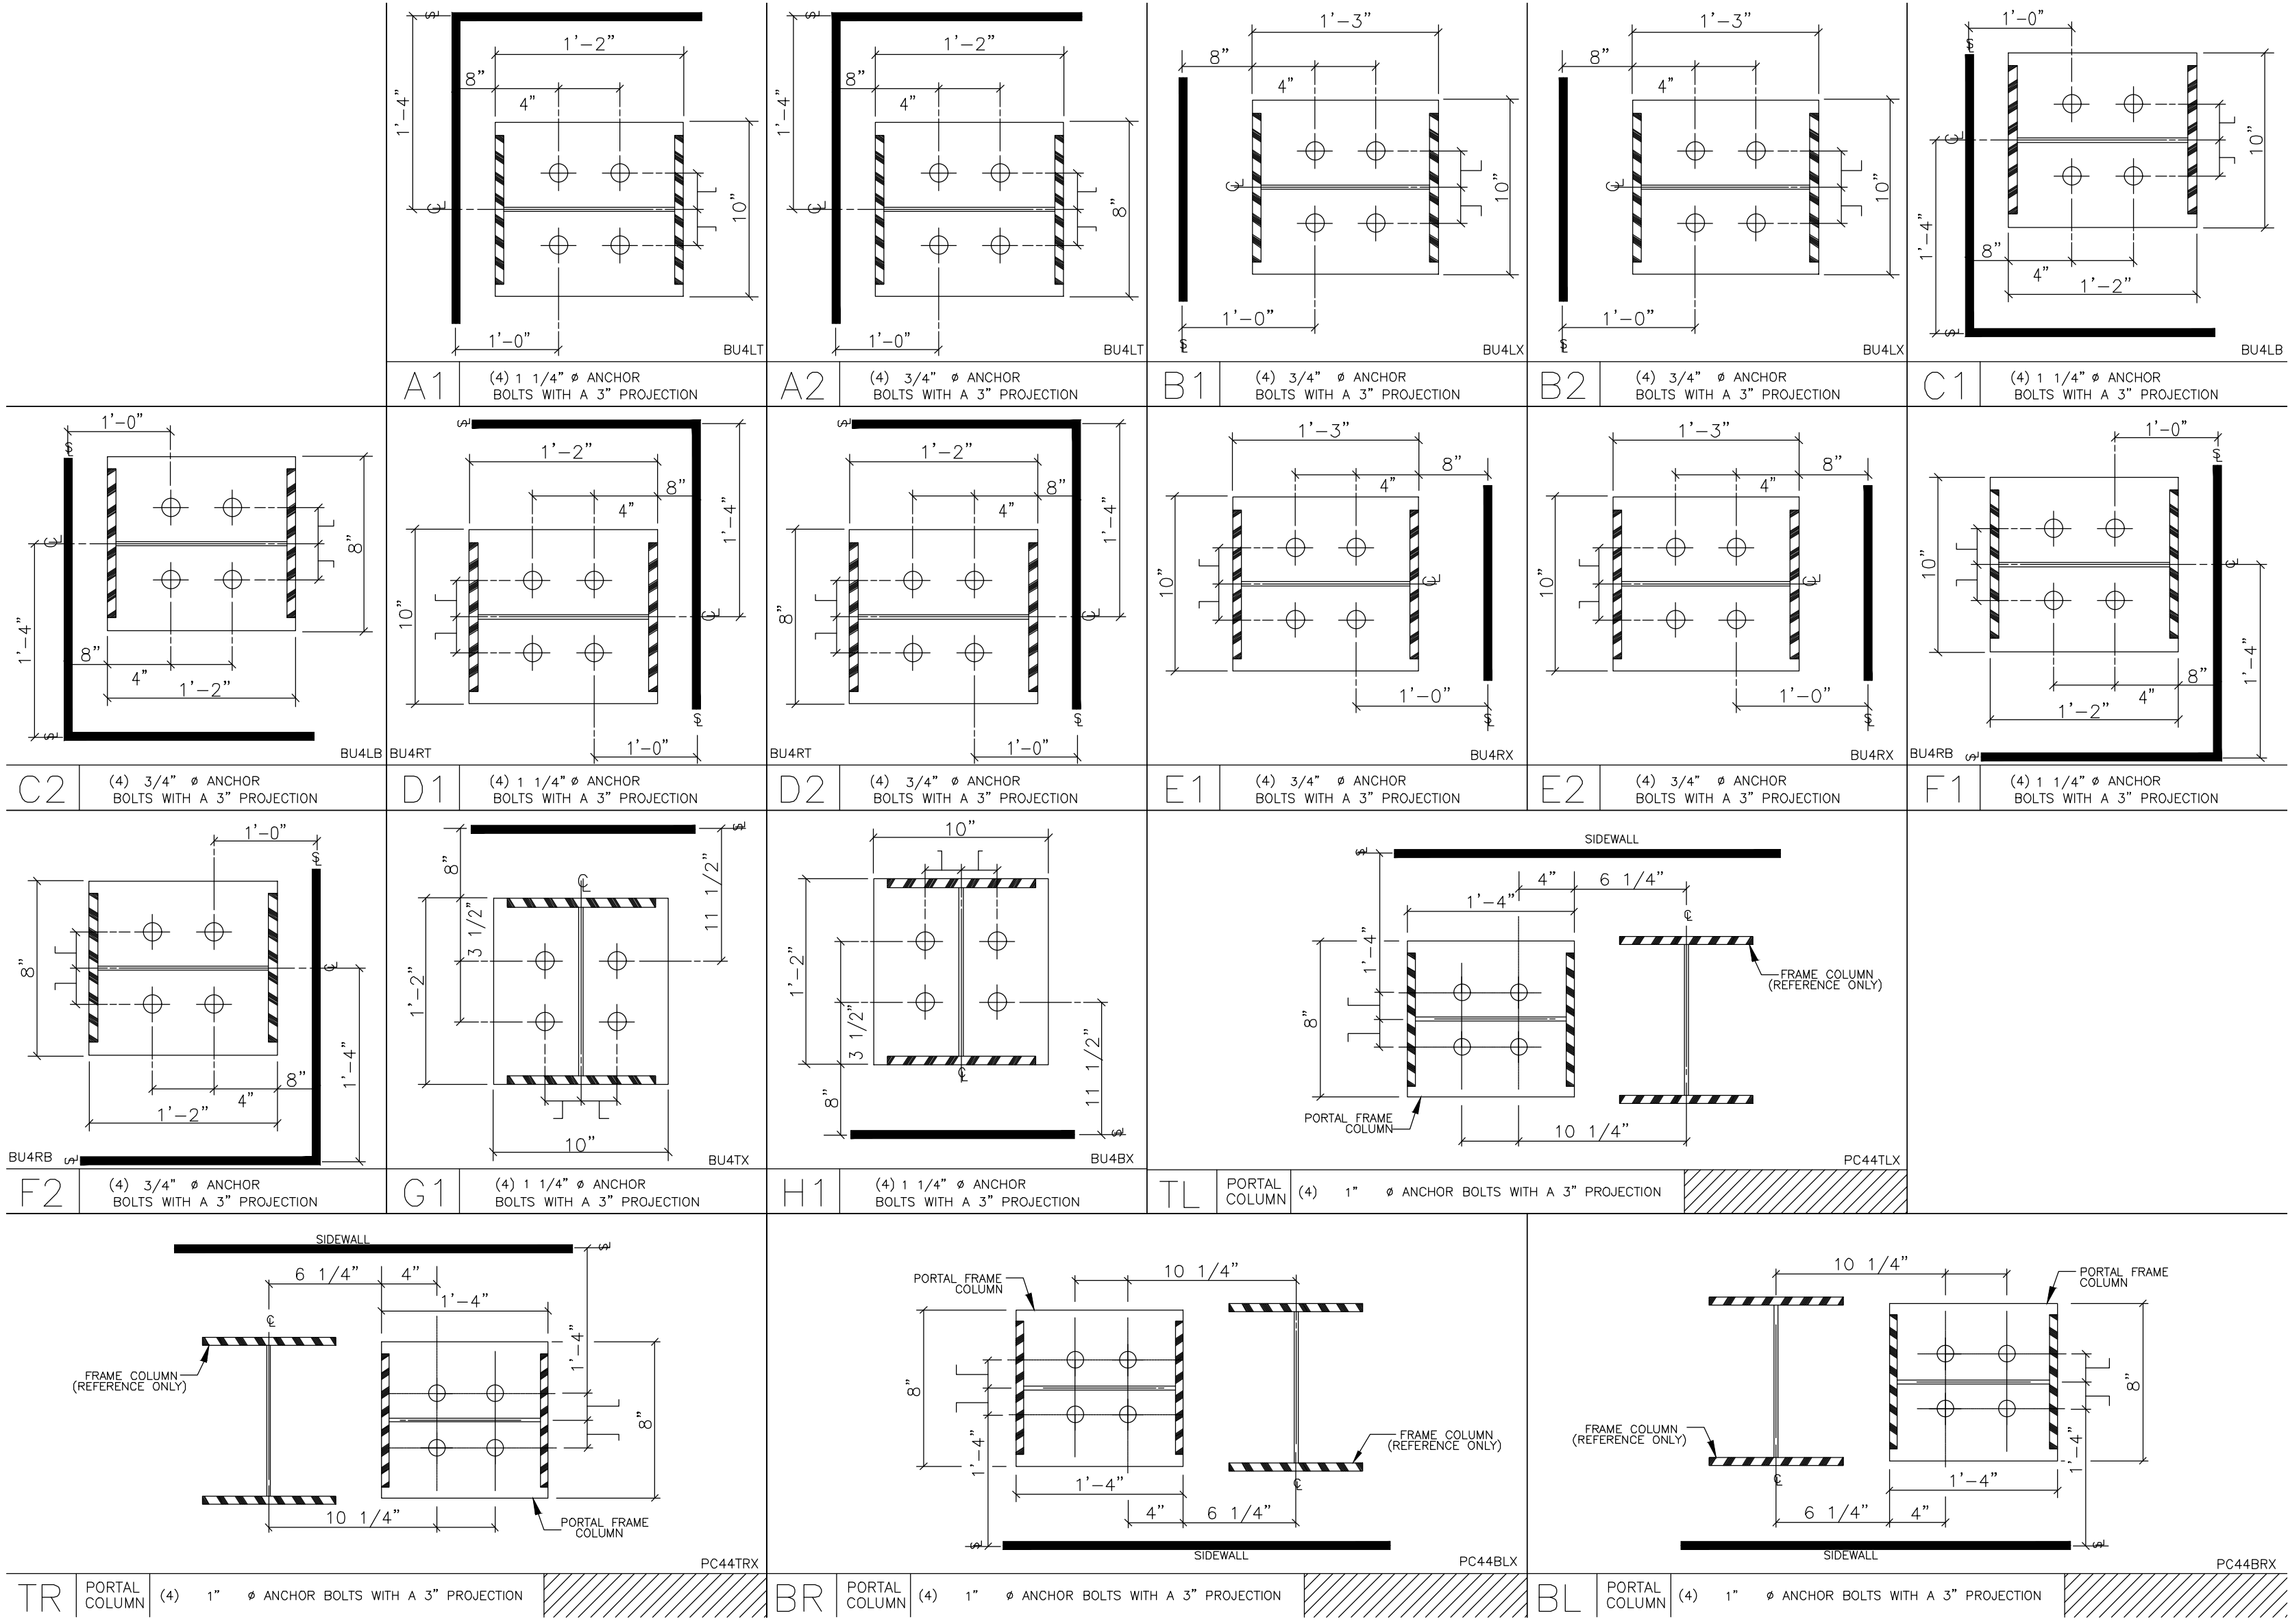 1'-2"
8"
4"
1'-4"
10"
1'-0"
BU4LT
A1
(4) 1 1/4" ø ANCHOR
BOLTS WITH A 3" PROJECTION
1'-2"
8"
4"
1'-4"
8"
1'-0"
BU4LT
A2
(4) 3/4" ø ANCHOR
BOLTS WITH A 3" PROJECTION
1'-3"
8"
4"
10"
1'-0"
BU4LX
B1
(4) 3/4" ø ANCHOR
BOLTS WITH A 3" PROJECTION
1'-3"
8"
4"
10"
1'-0"
BU4LX
B2
(4) 3/4" ø ANCHOR
BOLTS WITH A 3" PROJECTION
1'-0"
10"
1'-4"
8"
4"
1'-2"
BU4LB
C1
(4) 1 1/4" ø ANCHOR
BOLTS WITH A 3" PROJECTION
1'-0"
8"
1'-4"
8"
4"
1'-2"
BU4LB
C2
(4) 3/4" ø ANCHOR
BOLTS WITH A 3" PROJECTION
1'-2"
8"
4"
1'-4"
10"
1'-0"
BU4RT
D1
(4) 1 1/4" ø ANCHOR
BOLTS WITH A 3" PROJECTION
1'-2"
8"
4"
1'-4"
8"
1'-0"
BU4RT
D2
(4) 3/4" ø ANCHOR
BOLTS WITH A 3" PROJECTION
1'-3"
8"
4"
10"
1'-0"
BU4RX
E1
(4) 3/4" ø ANCHOR
BOLTS WITH A 3" PROJECTION
1'-3"
8"
4"
10"
1'-0"
BU4RX
E2
(4) 3/4" ø ANCHOR
BOLTS WITH A 3" PROJECTION
1'-0"
10"
1'-4"
8"
4"
1'-2"
BU4RB
F1
(4) 1 1/4" ø ANCHOR
BOLTS WITH A 3" PROJECTION
1'-0"
8"
1'-4"
8"
4"
1'-2"
BU4RB
F2
(4) 3/4" ø ANCHOR
BOLTS WITH A 3" PROJECTION
8"
11 1/2"
3 1/2"
1'-2"
10"
BU4TX
G1
(4) 1 1/4" ø ANCHOR
BOLTS WITH A 3" PROJECTION
10"
1'-2"
3 1/2"
8"
11 1/2"
BU4BX
H1
(4) 1 1/4" ø ANCHOR
BOLTS WITH A 3" PROJECTION
SIDEWALL
4"
6 1/4"
1'-4"
1'-4"
8"
FRAME COLUMN
(REFERENCE ONLY)
PORTAL FRAME
COLUMN
10 1/4"
PC44TLX
TL
PORTAL
COLUMN
(4) 1" ø ANCHOR BOLTS WITH A 3" PROJECTION
SIDEWALL
6 1/4"
4"
1'-4"
1'-4"
8"
FRAME COLUMN
(REFERENCE ONLY)
10 1/4"
PORTAL FRAME
COLUMN
PC44TRX
TR
PORTAL
COLUMN
(4) 1" ø ANCHOR BOLTS WITH A 3" PROJECTION
10 1/4"
PORTAL FRAME
COLUMN
8"
1'-4"
FRAME COLUMN
(REFERENCE ONLY)
1'-4"
4"
6 1/4"
SIDEWALL
PC44BLX
BR
PORTAL
COLUMN
(4) 1" ø ANCHOR BOLTS WITH A 3" PROJECTION
10 1/4"
PORTAL FRAME
COLUMN
8"
FRAME COLUMN
(REFERENCE ONLY)
1'-4"
1'-4"
6 1/4"
4"
SIDEWALL
PC44BRX
BL
PORTAL
COLUMN
(4) 1" ø ANCHOR BOLTS WITH A 3" PROJECTION